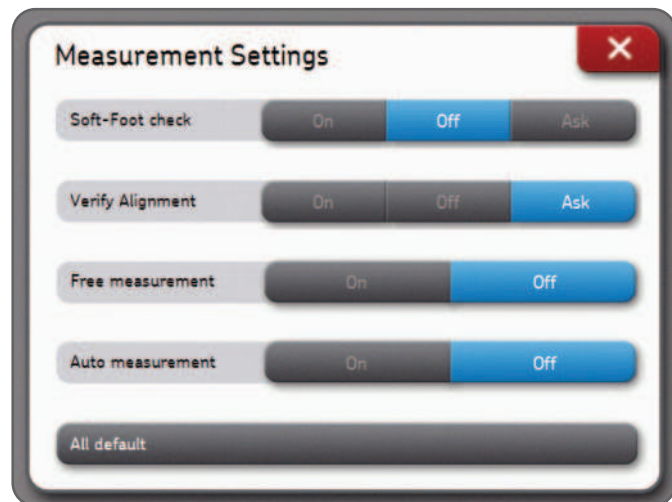 Measurement Settings
Soft-Foot check On Off Ask
Verify Alignment On Off Ask
Free measurement On Off
Auto measurement On Off
All default